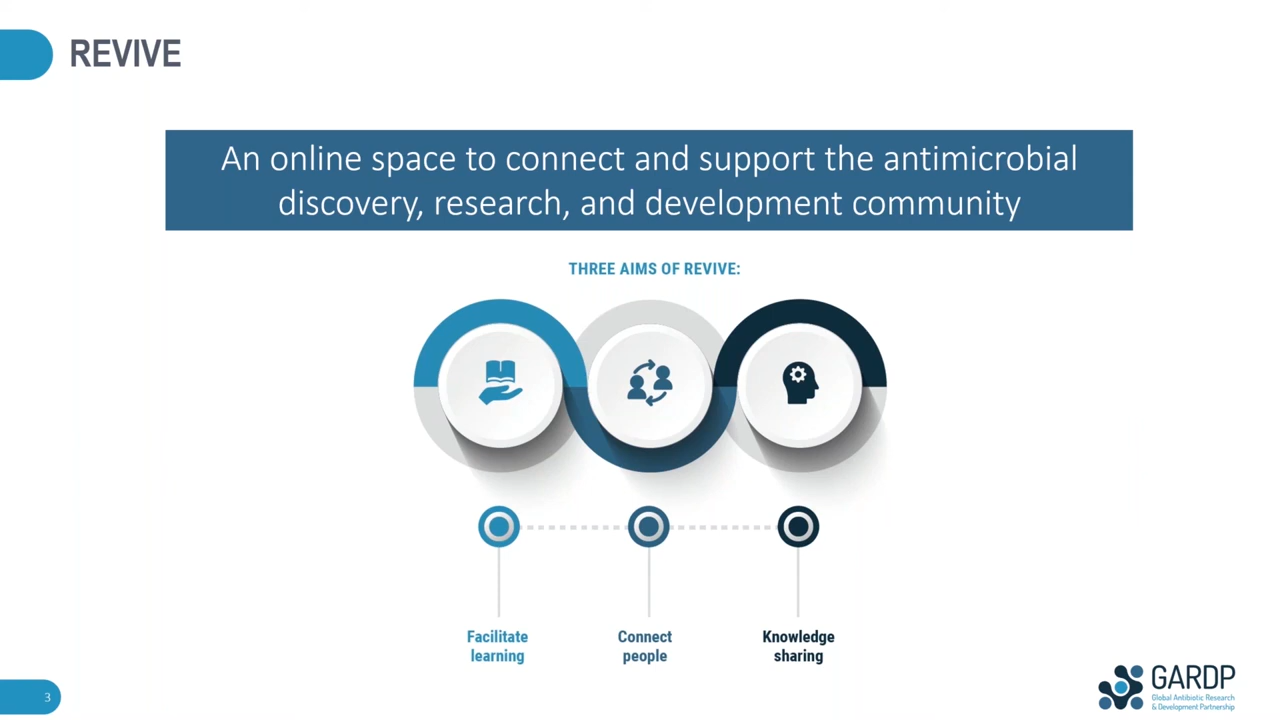 REVIVE
An online space to connect and support the antimicrobial
discovery, research, and development community
THREE AIMS OF REVIVE:
Facilitate
learning
Connect
people
Knowledge
sharing
3
GARDP
Global Antibiotic Research
& Development Partnership